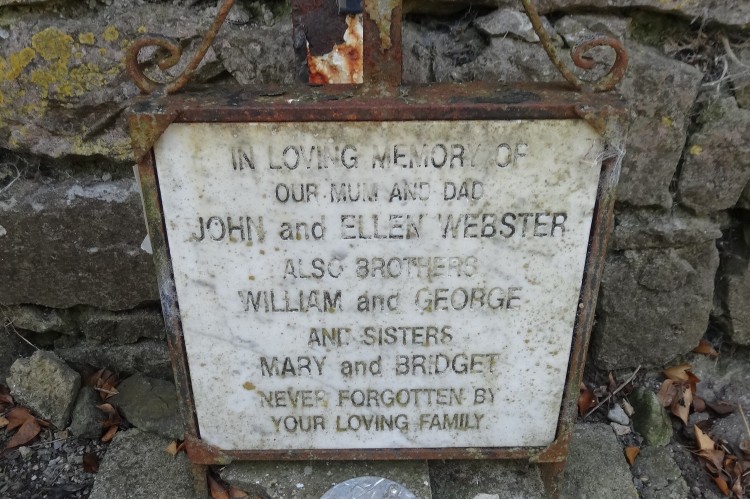 IN LOVING MEMORY OF
OUR MUM AND DAD
JOHN and ELLEN WEBSTER
ALSO BROTHERS
WILLIAM and GEORGE
AND SISTERS
MARY and BRIDGET
NEVER FORGOTTEN BY
YOUR LOVING FAMILY